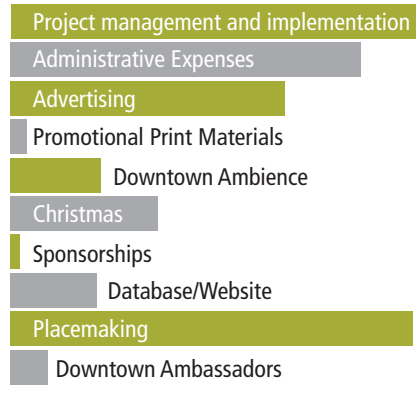 Project management and implementation
Administrative Expenses
Advertising
Promotional Print Materials
Downtown Ambience
Christmas
Sponsorships
Database/Website
Placemaking
Downtown Ambassadors